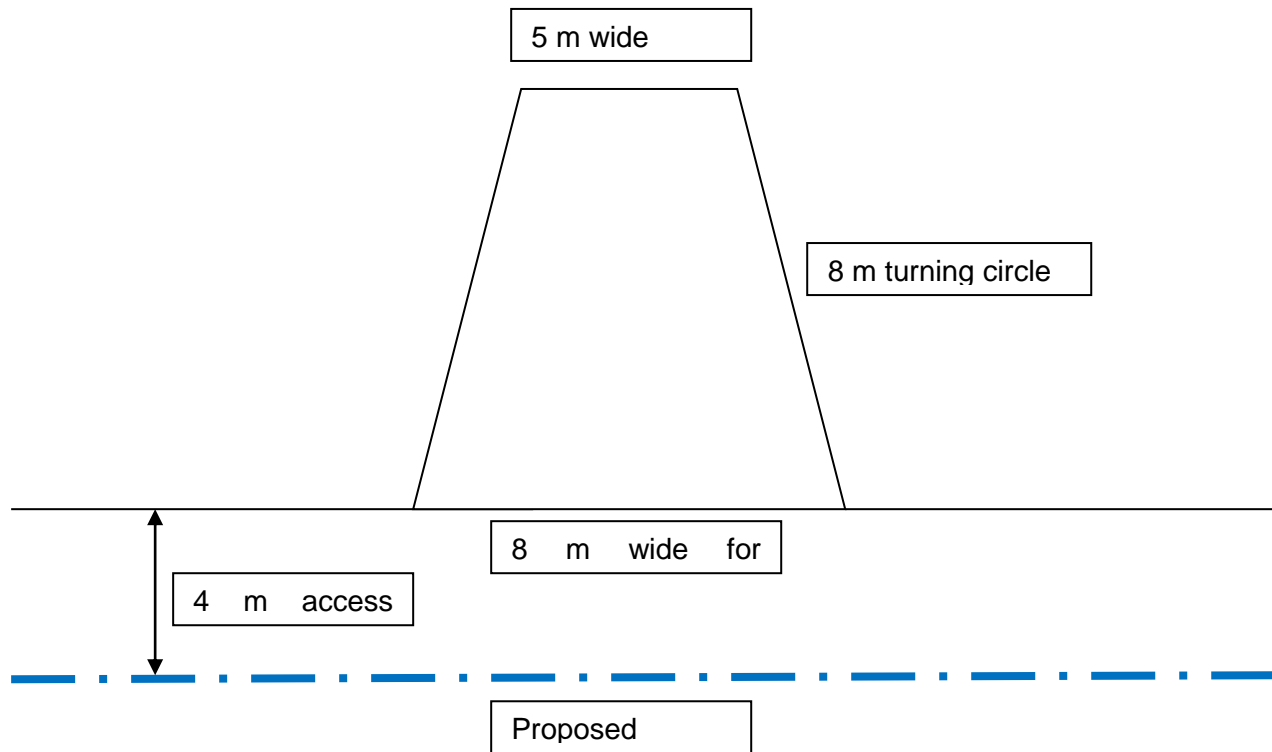 5 m wide
8 m turning circle
8 m wide for
4 m access
Proposed